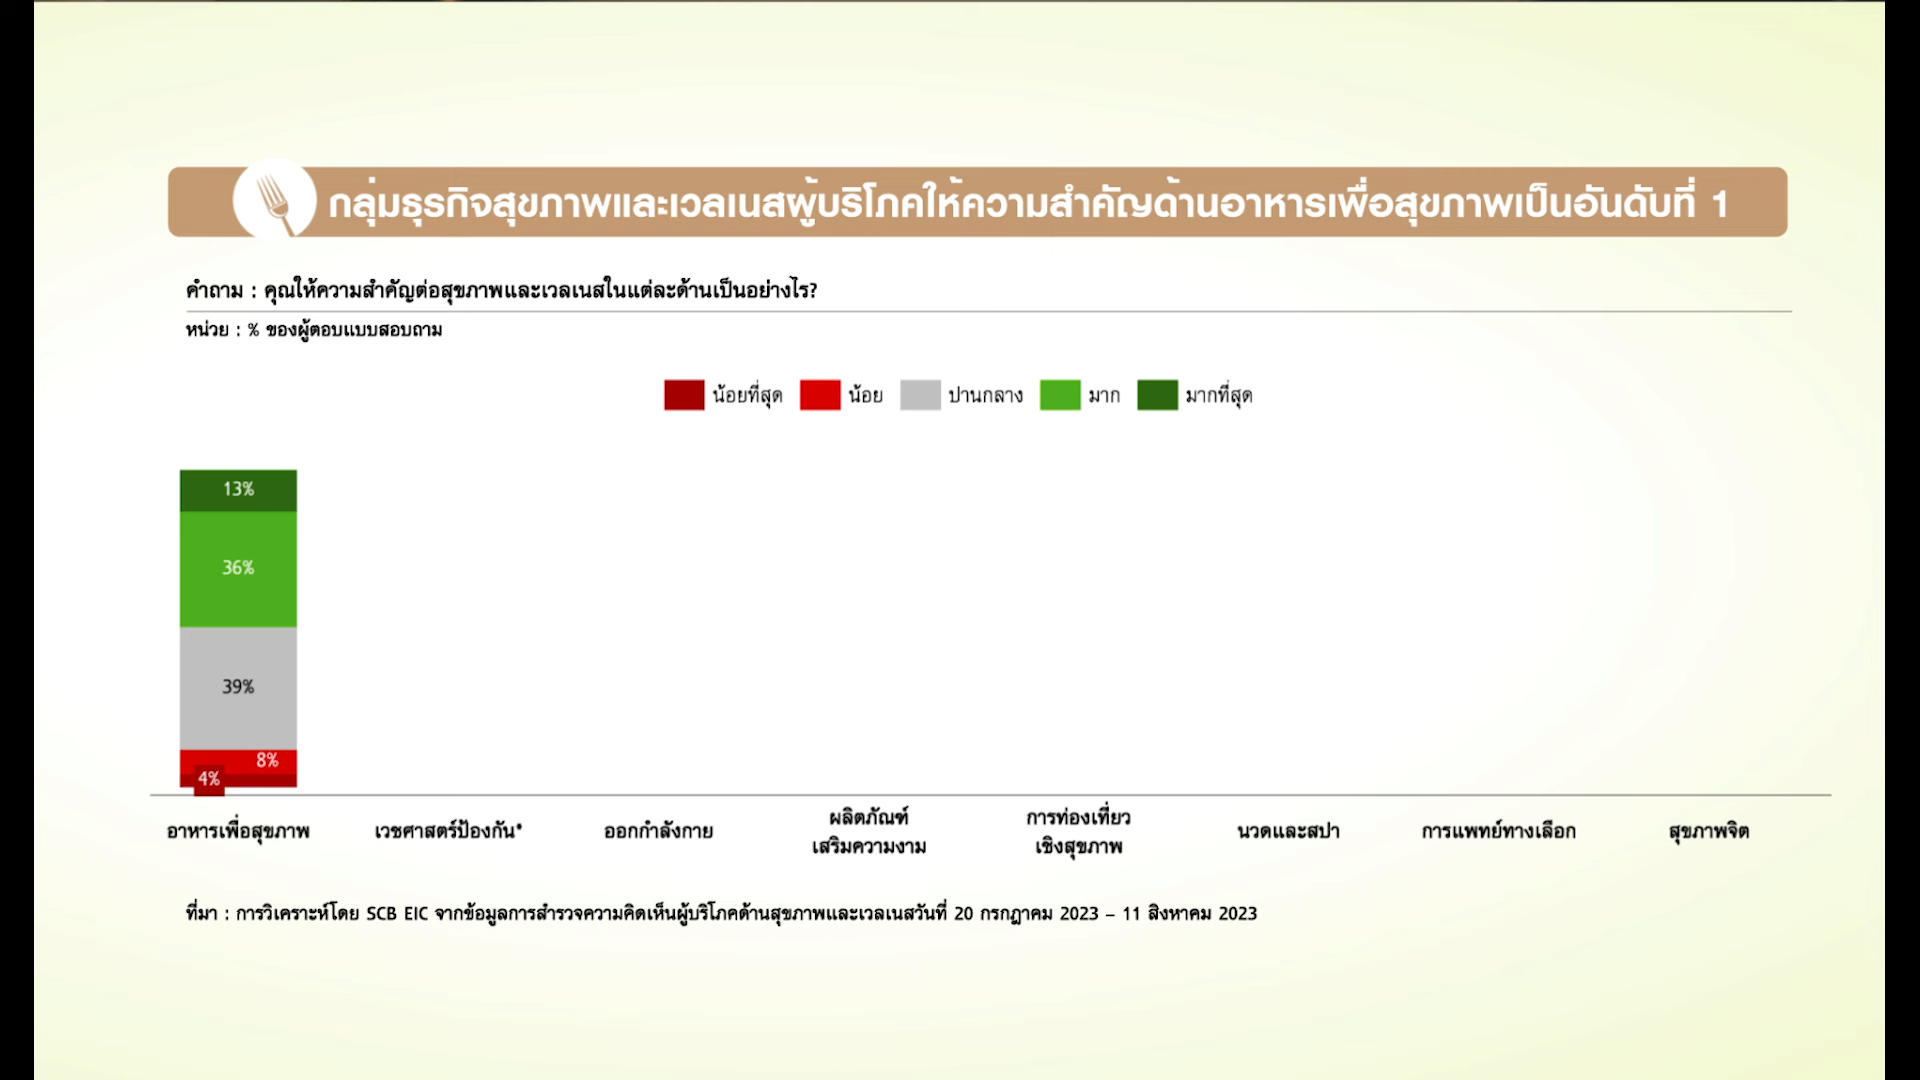 กลุ่มธุรกิจสุขภาพและเวลเนสผู้บริโภคให้ความสำคัญด้านอาหารเพื่อสุขภาพเป็นอันดับที่ 1
คำถาม : คุณให้ความสำคัญต่อสุขภาพและเวลเนสในแต่ละด้านเป็นอย่างไร?
หน่วย : % ของผู้ตอบแบบสอบถาม
น้อยที่สุด น้อย ปานกลาง มาก มากที่สุด
13%
36%
39%
8%
4%
อาหารเพื่อสุขภาพ
เวชศาสตร์ป้องกัน*
ออกกำลังกาย
ผลิตภัณฑ์
เสริมความงาม
การท่องเที่ยว
เชิงสุขภาพ
นวดและสปา
การแพทย์ทางเลือก
สุขภาพจิต
ที่มา : การวิเคราะห์โดย SCB EIC จากข้อมูลการสำรวจความคิดเห็นผู้บริโภคด้านสุขภาพและเวลเนสวันที่ 20 กรกฎาคม 2023 – 11 สิงหาคม 2023